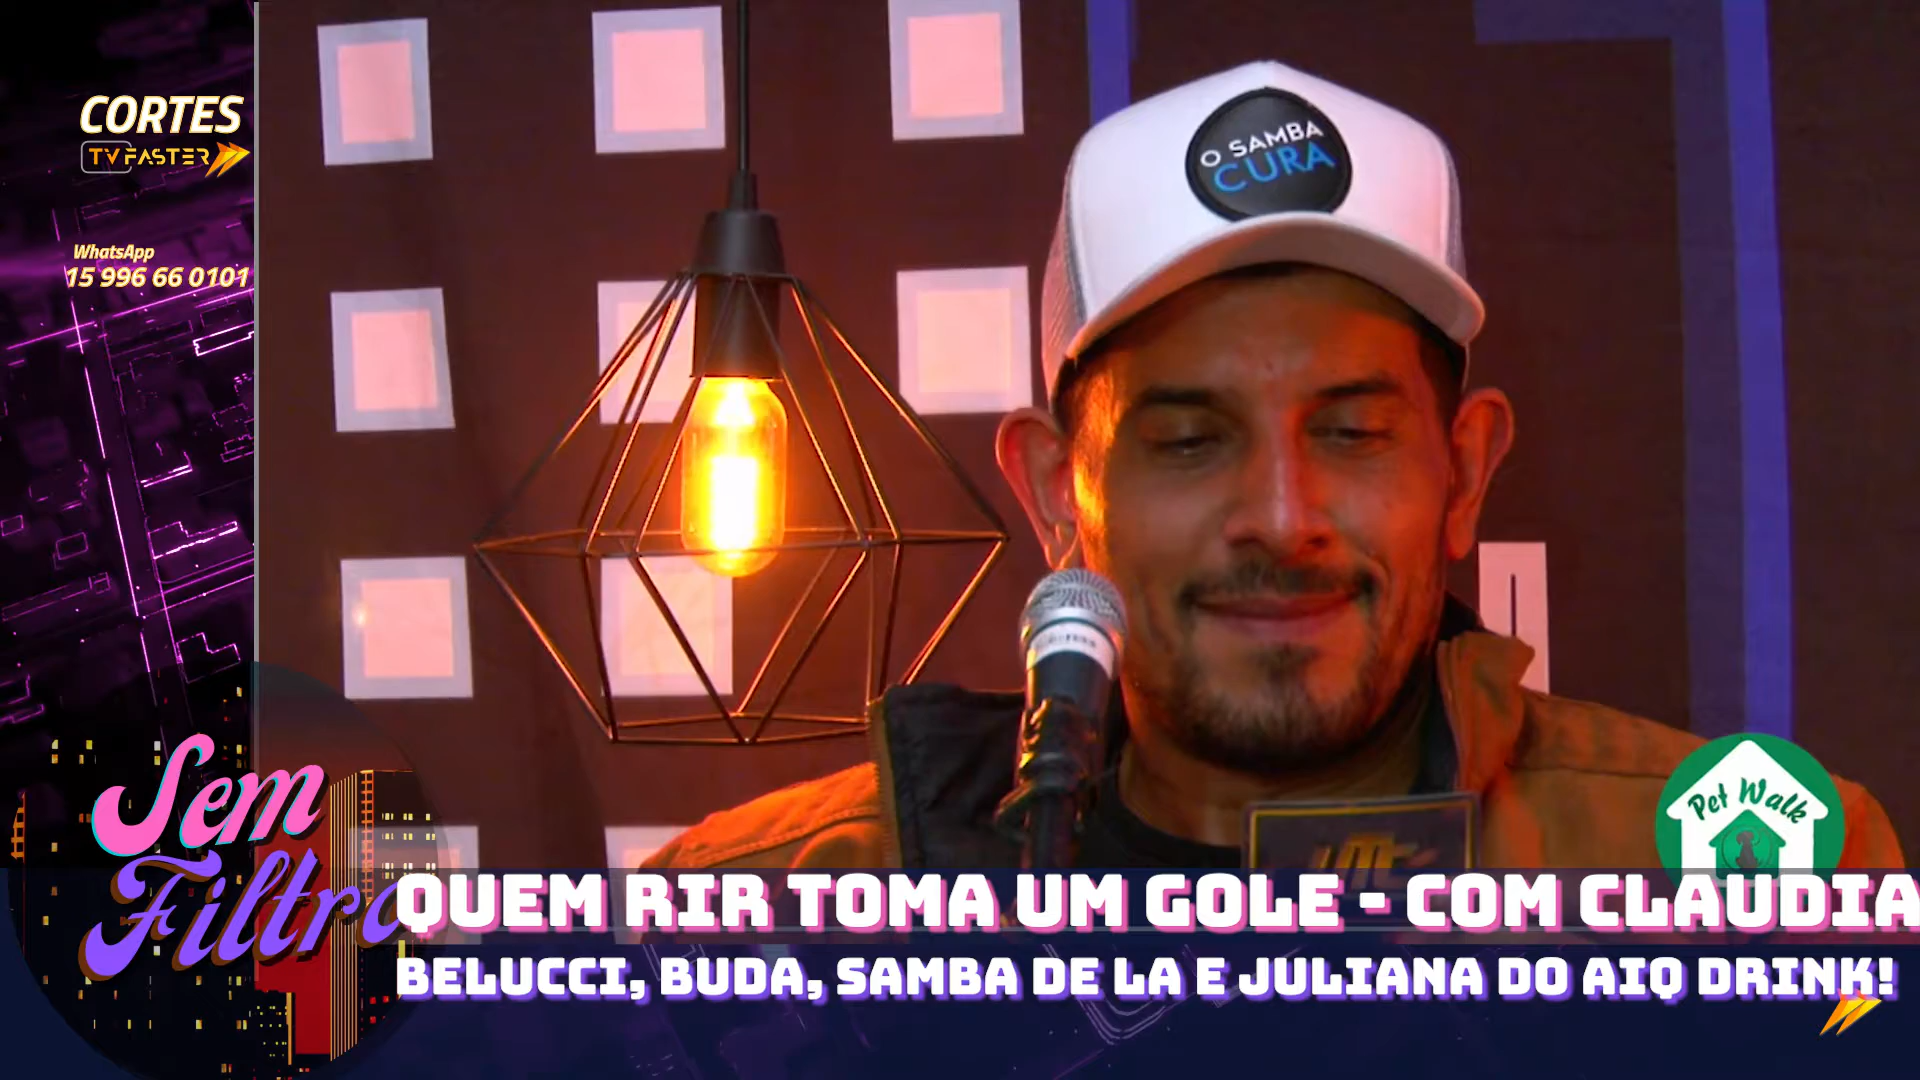 CORTES
TV FASTER
WhatsApp
15 996 66 0101
O SAMBA
CURA
Pet Walk
Sem
Filtro
QUEM RIR TOMA UM GOLE - COM CLAUDIA
BELUCCI, BUDA, SAMBA DE LA E JULIANA DO AIQ DRINK!